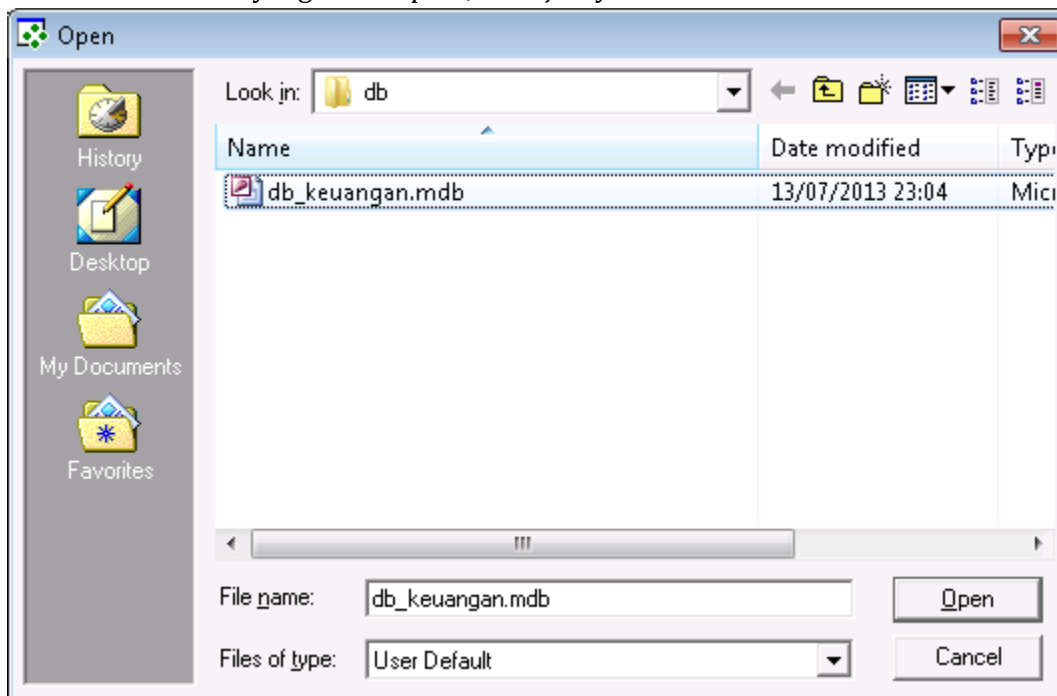 Open
Look in: db
Name Date modified
History
db_keuangan.mdb 13/07/2013 23:04
Desktop
My Documents
Favorites
File name: db_keuangan.mdb Open
Files of type: User Default Cancel